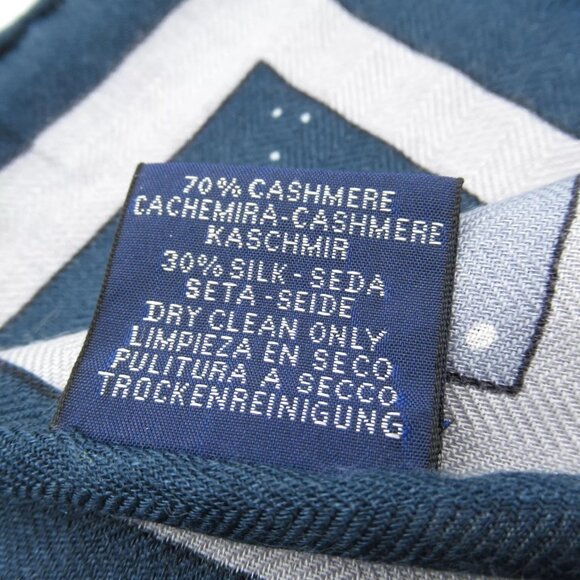 70% CASHMERE
CACHEMIRA-CASHMERE
KASCHMIR
30% SILK - SEDA
SETA - SEIDE
DRY CLEAN ONLY
LIMPIEZA EN SECO
PULITURA A SECCO
TROCKENREINIGUNG